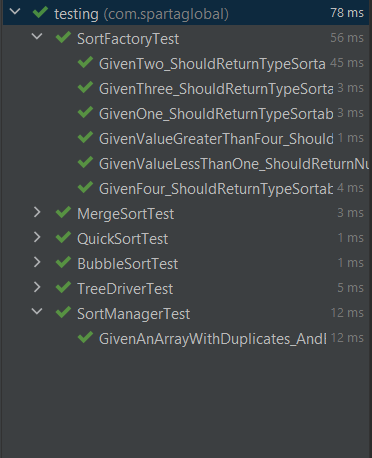 testing (com.spartaglobal) 78 ms
SortFactoryTest 56 ms
GivenTwo_ShouldReturnTypeSorta 45 ms
GivenThree_ShouldReturnTypeSorta 3 ms
GivenOne_ShouldReturnTypeSortab 3 ms
GivenValueGreaterThanFour_Should 1 ms
GivenValueLessThanOne_ShouldReturnNu
GivenFour_ShouldReturnTypeSortab 4 ms
MergeSortTest 3 ms
QuickSortTest 1 ms
BubbleSortTest 1 ms
TreeDriverTest 5 ms
SortManagerTest 12 ms
GivenAnArrayWithDuplicates_And 12 ms